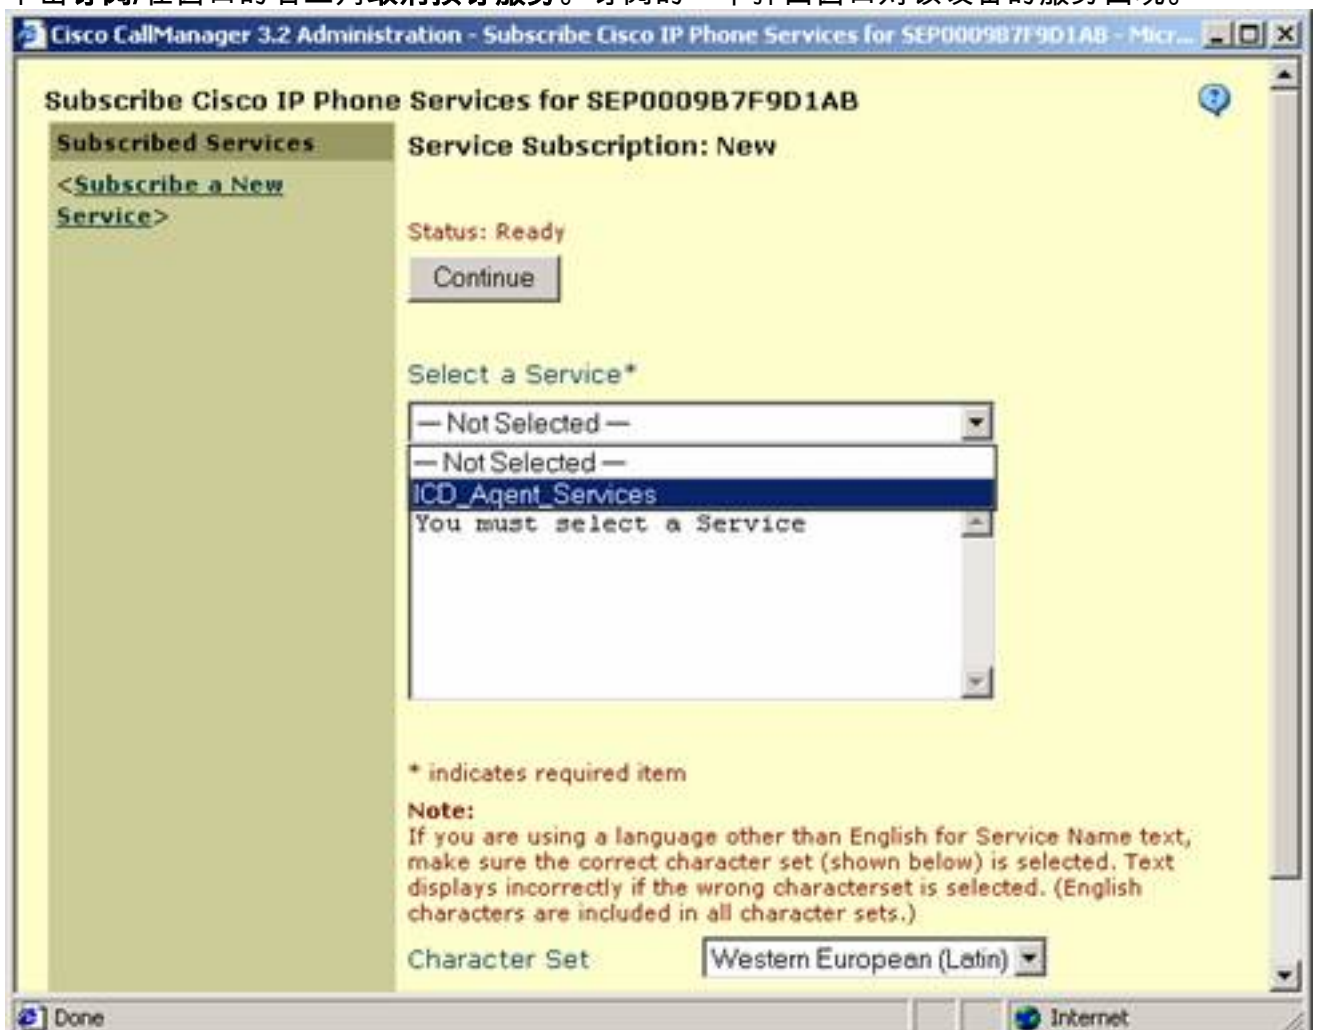 Cisco CallManager 3.2 Administration - Subscribe Cisco IP Phone Services for SEP0009B7F9D1AB - Micr...
Subscribe Cisco IP Phone Services for SEP0009B7F9D1AB
Subscribed Services
<Subscribe a New
Service>
Service Subscription: New
Status: Ready
Continue
Select a Service*
— Not Selected —
— Not Selected —
ICD_Agent_Services
You must select a Service
* indicates required item
Note:
If you are using a language other than English for Service Name text,
make sure the correct character set (shown below) is selected. Text
displays incorrectly if the wrong characterset is selected. (English
characters are included in all character sets.)
Character Set
Western European (Latin)
Done
Internet